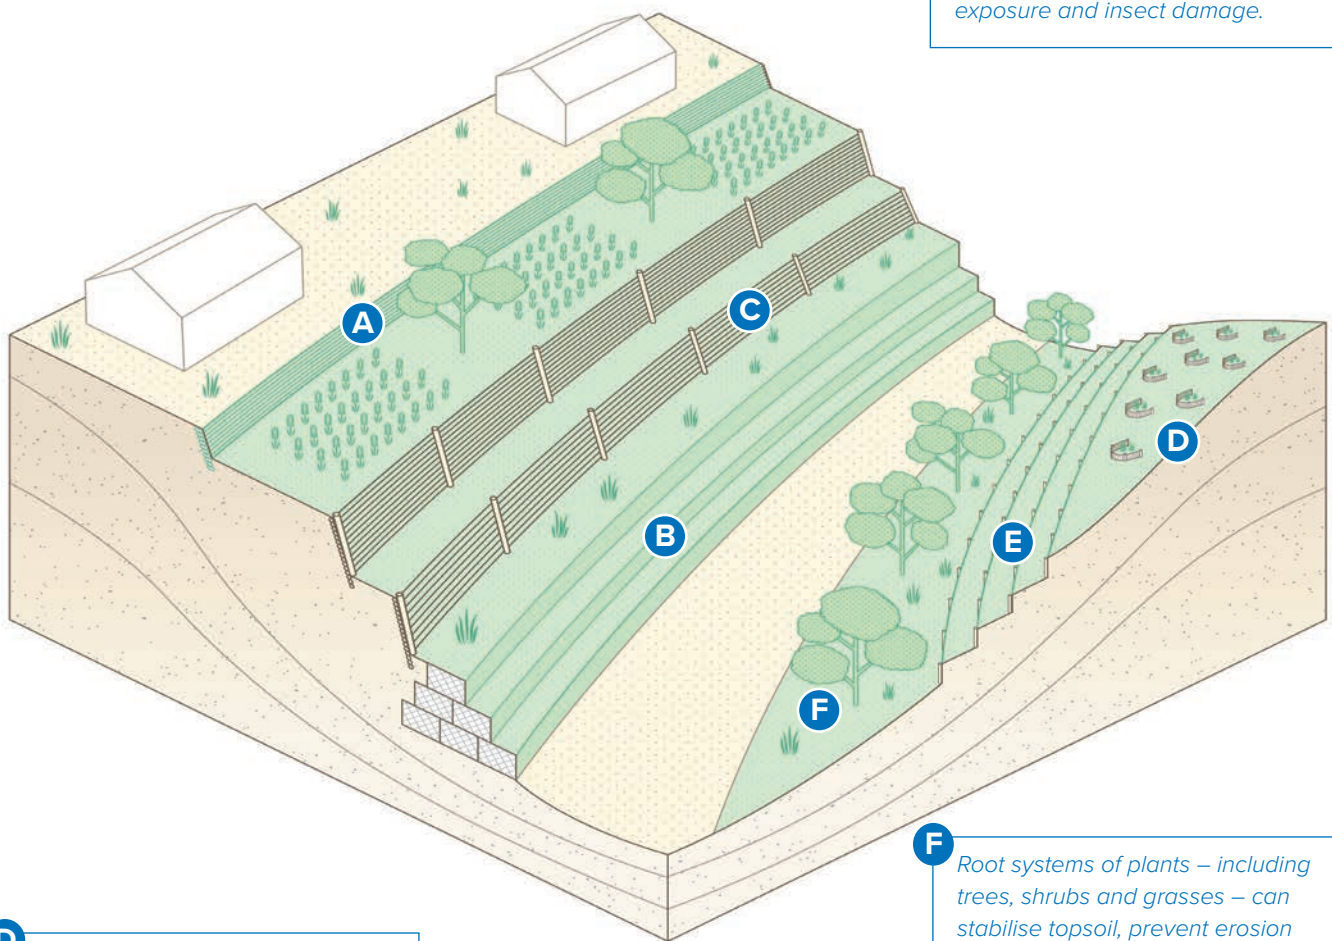 exposure and insect damage.
A
C
B
D
E
F
F
Root systems of plants – including
trees, shrubs and grasses – can
stabilise topsoil, prevent erosion
D